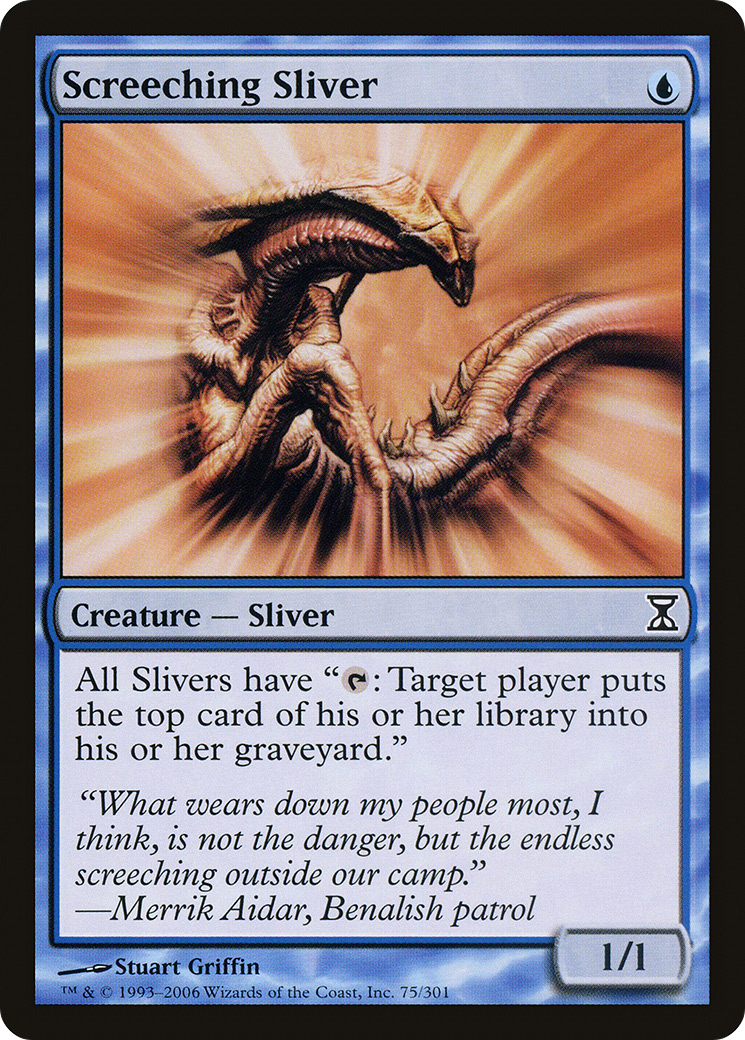 Screeching Sliver
Creature — Sliver
All Slivers have “: Target player puts
the top card of his or her library into
his or her graveyard.”
“What wears down my people most, I
think, is not the danger, but the endless
screeching outside our camp.”
—Merrik Aidar, Benalish patrol
1/1
Stuart Griffin
™ & © 1993–2006 Wizards of the Coast, Inc. 75/301